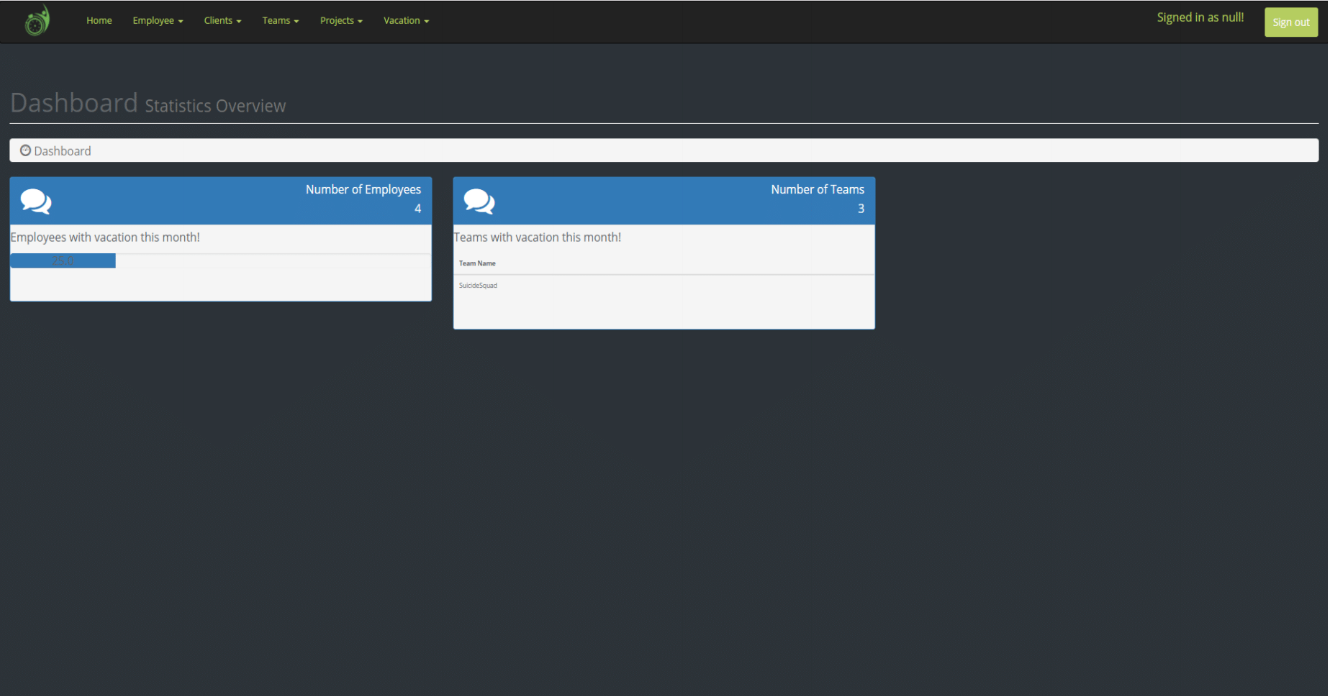 Home Employee Clients Teams Projects Vacation Signed in as null! Sign out
Dashboard Statistics Overview
Dashboard
Number of Employees
4
Employees with vacation this month!
25.0
Number of Teams
3
Teams with vacation this month!
Team Name
SuicideSquad